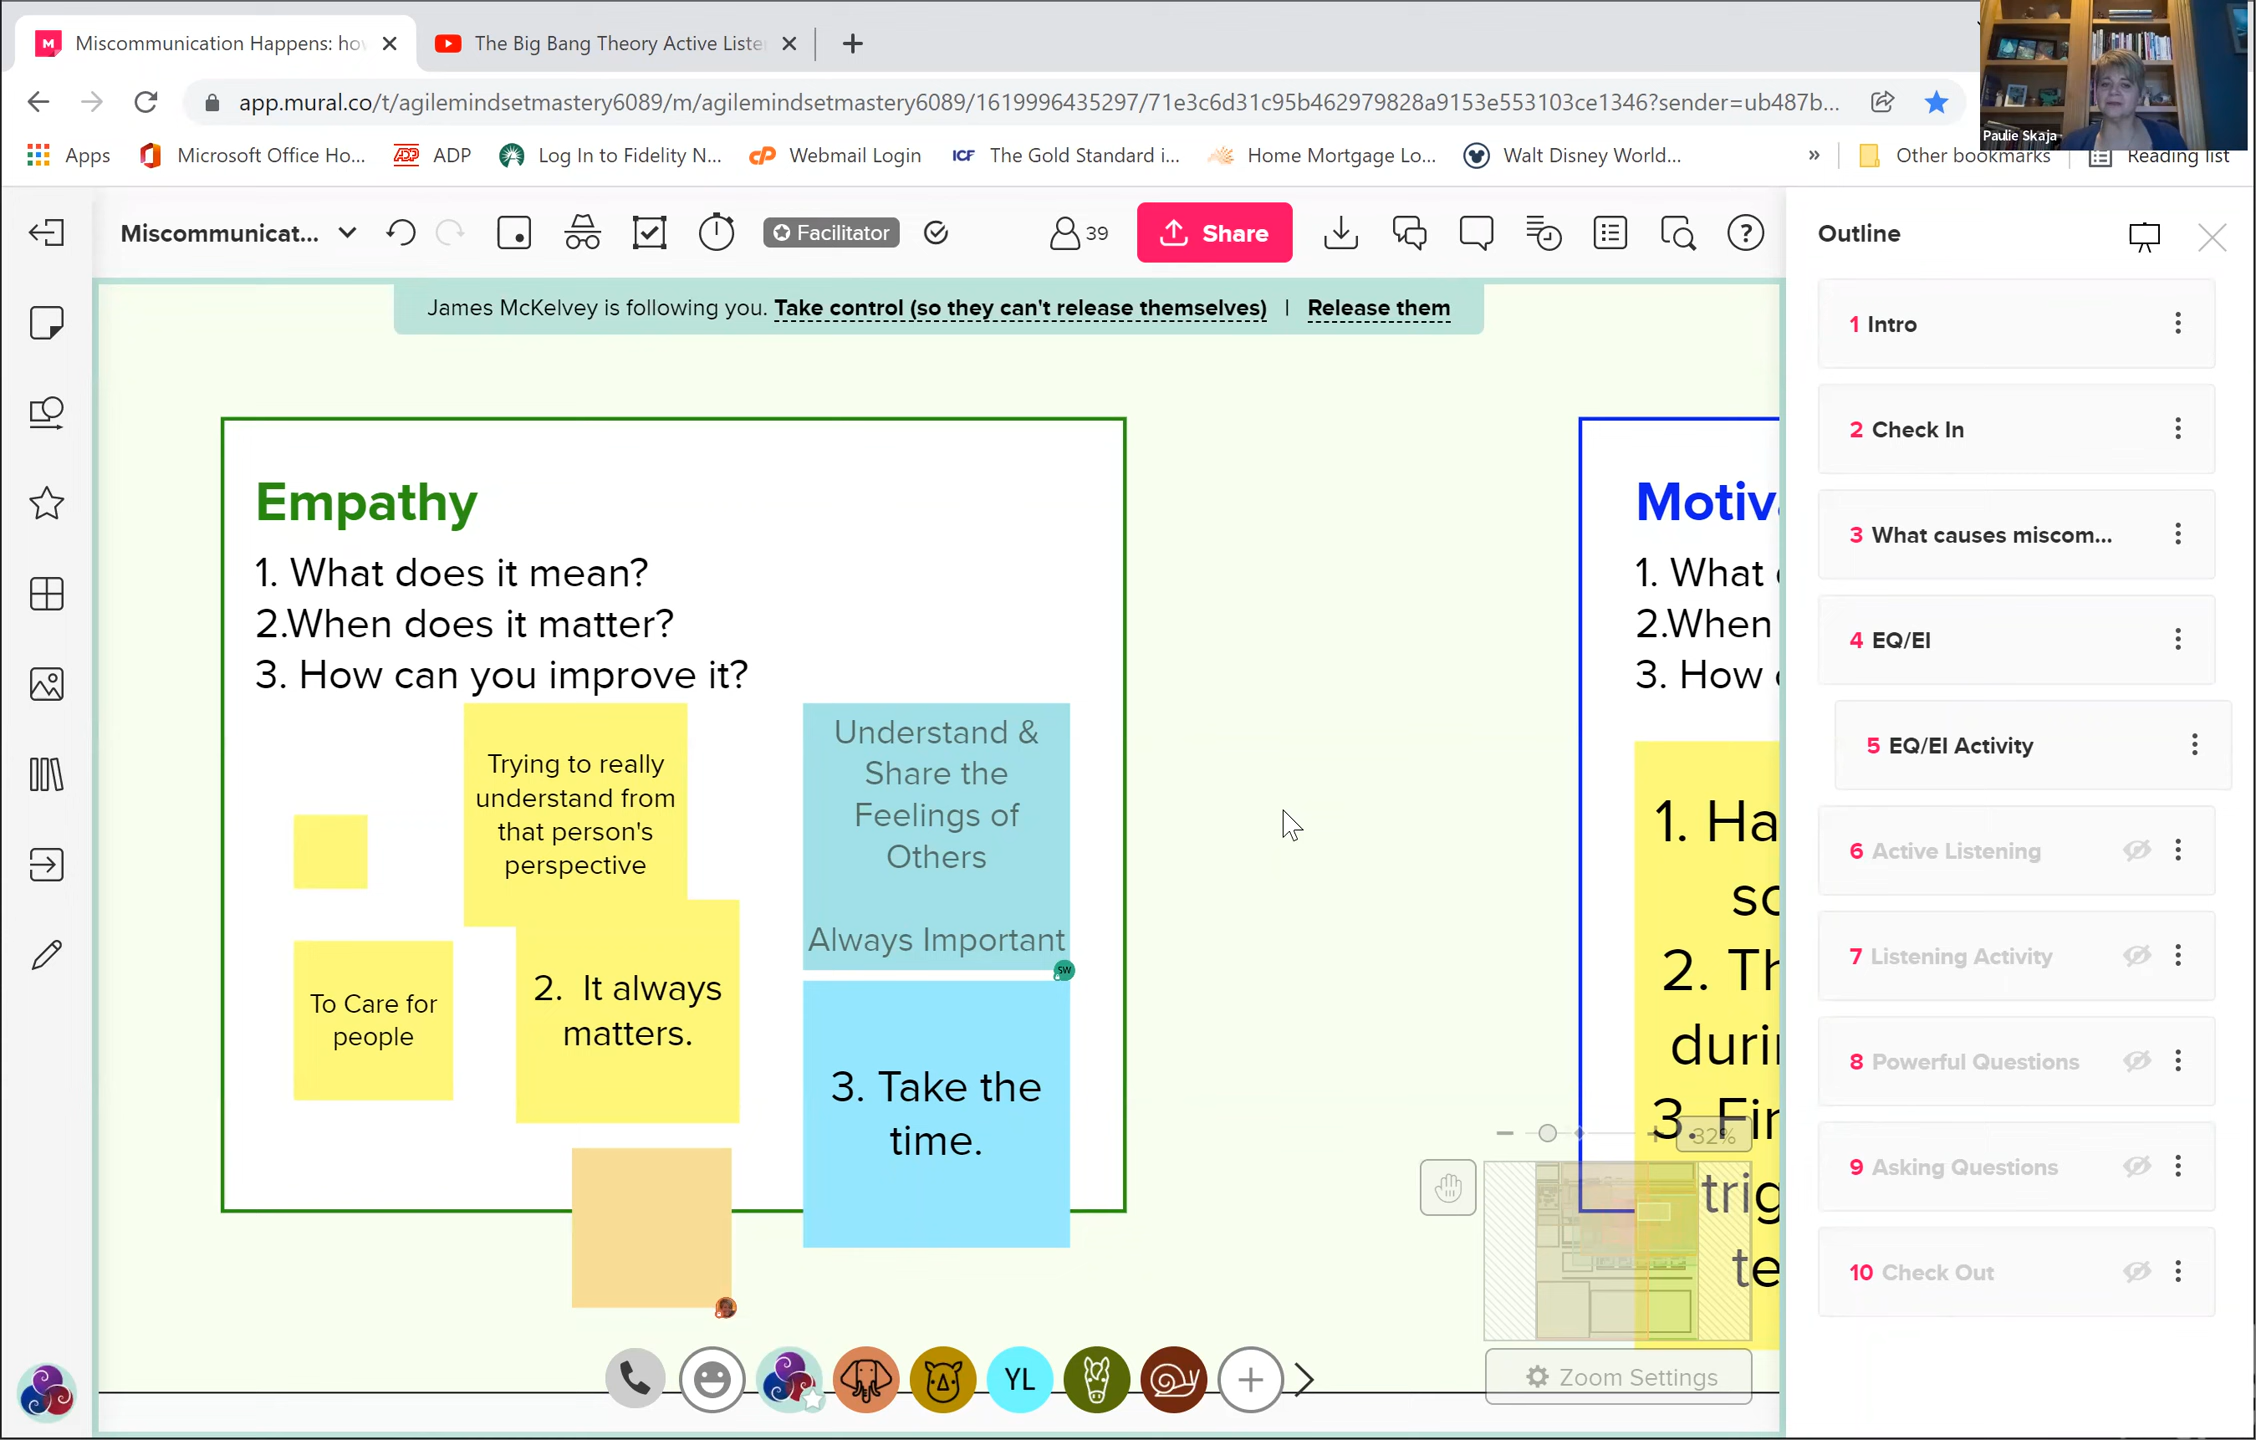 Miscommunication Happens: how
The Big Bang Theory Active Liste
app.mural.co/t/agilemindsetmastery6089/m/agilemindsetmastery6089/1619996435297/71e3c6d31c95b462979828a9153e553103ce1346?sender=ub487b...
Paulie Skaja
Apps
Microsoft Office Ho...
ADP
Log In to Fidelity N...
Webmail Login
ICF
The Gold Standard i...
Home Mortgage Lo...
Walt Disney World...
»
Other bookmarks
Reading list
Miscommunicat...
Facilitator
39
Share
Outline
James McKelvey is following you. Take control (so they can't release themselves) | Release them
Empathy
1. What does it mean?
2.When does it matter?
3. How can you improve it?
Trying to really
understand from
that person's
perspective
To Care for
people
2. It always
matters.
Understand &
Share the
Feelings of
Others
Always Important
SW
3. Take the
time.
Motiv
1. What
2.When
3. How
1. Ha
so
2. Th
3. Fir
trig
te
32%
Zoom Settings
YL
1 Intro
2 Check In
3 What causes miscom...
4 EQ/EI
5 EQ/EI Activity
6 Active Listening
7 Listening Activity
8 Powerful Questions
9 Asking Questions
10 Check Out